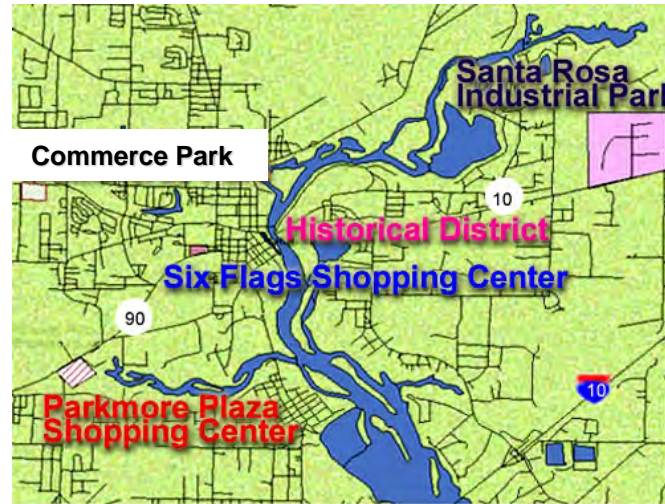 Santa Rosa
Industrial Park
Commerce Park
10
Historical District
Six Flags Shopping Center
90
10
Parkmore Plaza
Shopping Center